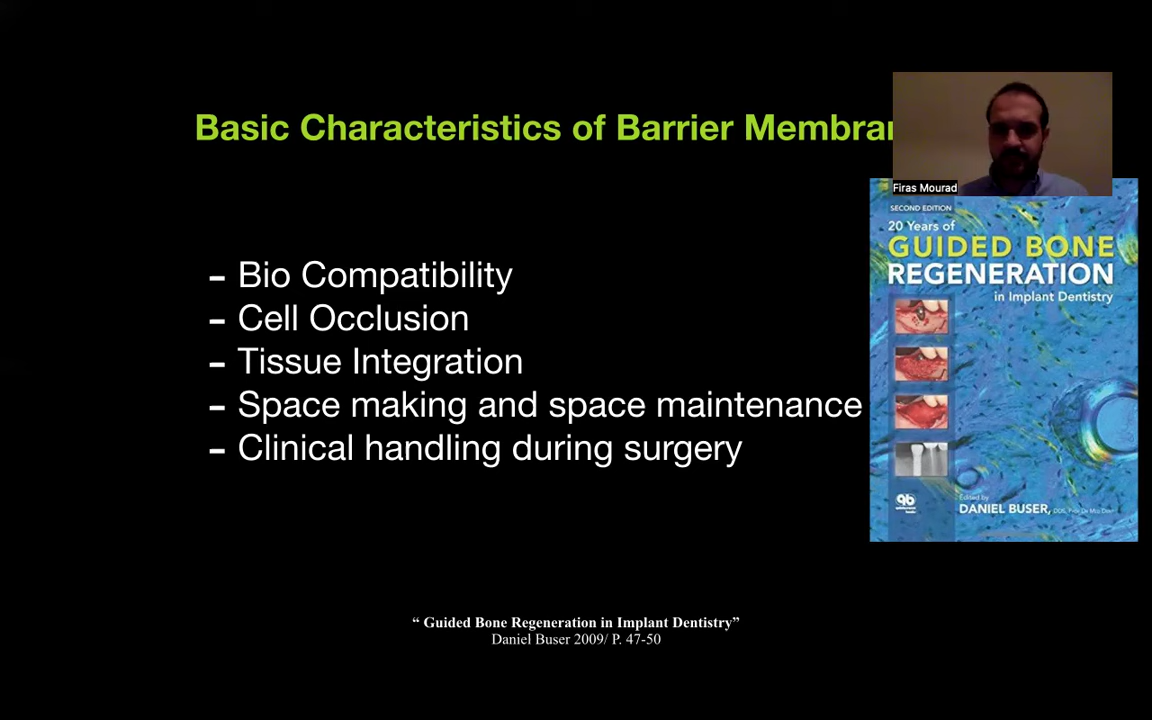 Basic Characteristics of Barrier
Firas Mourad
SECOND EDITION
20 Years of
GUIDED BONE
REGENERATION
in Implant Dentistry
- Bio Compatibility
- Cell Occlusion
- Tissue Integration
- Space making and space maintenance
- Clinical handling during surgery
Edited by
DANIEL BUSER,
“ Guided Bone Regeneration in Implant Dentistry”
Daniel Buser 2009/ P. 47-50